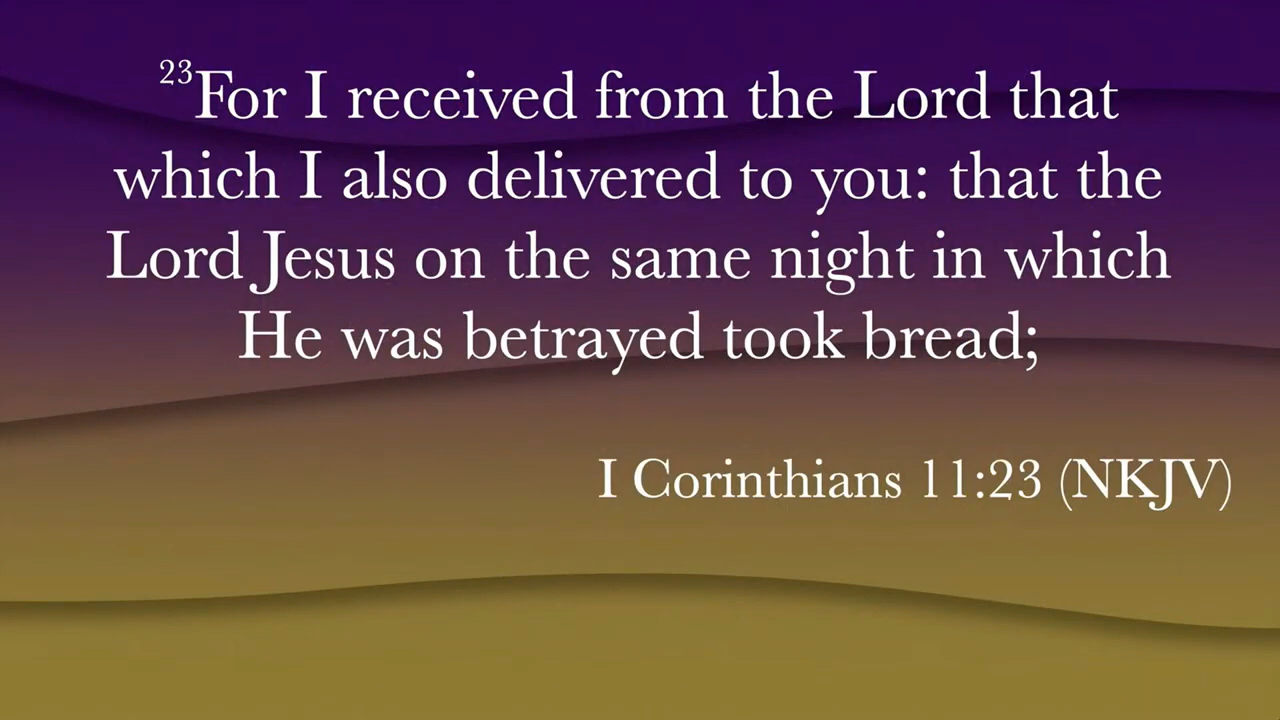 23For I received from the Lord that
which I also delivered to you: that the
Lord Jesus on the same night in which
He was betrayed took bread;
I Corinthians 11:23 (NKJV)